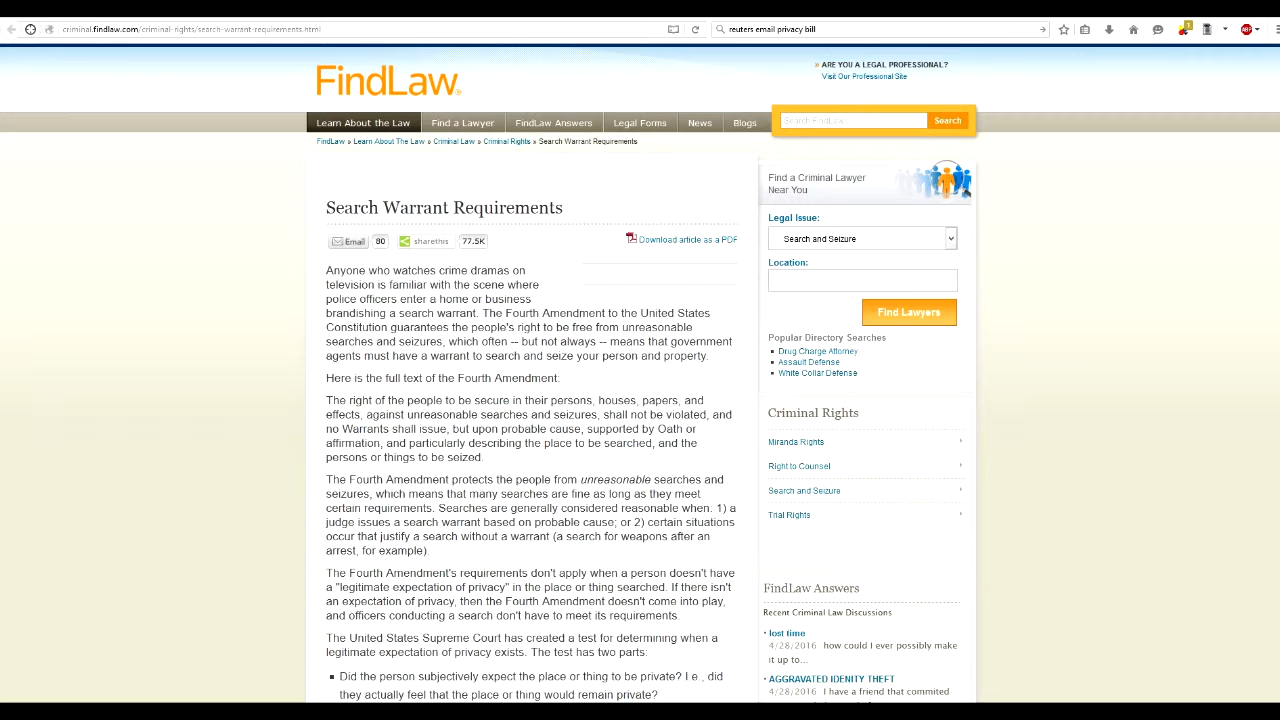 criminal.findlaw.com/criminal-rights/search-warrant-requirements.html
reuters email privacy bill
1
ABP
FindLaw
» ARE YOU A LEGAL PROFESSIONAL?
Visit Our Professional Site
Learn About the Law
Find a Lawyer
FindLaw Answers
Legal Forms
News
Blogs
Search FindLaw
Search
FindLaw » Learn About The Law » Criminal Law » Criminal Rights » Search Warrant Requirements
Search Warrant Requirements
Email 80 sharethis 77.5K
Download article as a PDF
Anyone who watches crime dramas on
television is familiar with the scene where
police officers enter a home or business
brandishing a search warrant. The Fourth Amendment to the United States
Constitution guarantees the people's right to be free from unreasonable
searches and seizures, which often -- but not always -- means that government
agents must have a warrant to search and seize your person and property.
Here is the full text of the Fourth Amendment:
The right of the people to be secure in their persons, houses, papers, and
effects, against unreasonable searches and seizures, shall not be violated, and
no Warrants shall issue, but upon probable cause, supported by Oath or
affirmation, and particularly describing the place to be searched, and the
persons or things to be seized.
The Fourth Amendment protects the people from unreasonable searches and
seizures, which means that many searches are fine as long as they meet
certain requirements. Searches are generally considered reasonable when: 1) a
judge issues a search warrant based on probable cause; or 2) certain situations
occur that justify a search without a warrant (a search for weapons after an
arrest, for example).
The Fourth Amendment's requirements don't apply when a person doesn't have
a "legitimate expectation of privacy" in the place or thing searched. If there isn't
an expectation of privacy, then the Fourth Amendment doesn't come into play,
and officers conducting a search don't have to meet its requirements.
The United States Supreme Court has created a test for determining when a
legitimate expectation of privacy exists. The test has two parts:
Did the person subjectively expect the place or thing to be private? I.e., did
they actually feel that the place or thing would remain private?
Find a Criminal Lawyer
Near You
Legal Issue:
Search and Seizure
Location:
Find Lawyers
Popular Directory Searches
Drug Charge Attorney
Assault Defense
White Collar Defense
Criminal Rights
Miranda Rights
Right to Counsel
Search and Seizure
Trial Rights
FindLaw Answers
Recent Criminal Law Discussions
lost time
4/28/2016 how could I ever possibly make
it up to...
AGGRAVATED IDENITY THEFT
4/28/2016 I have a friend that commited